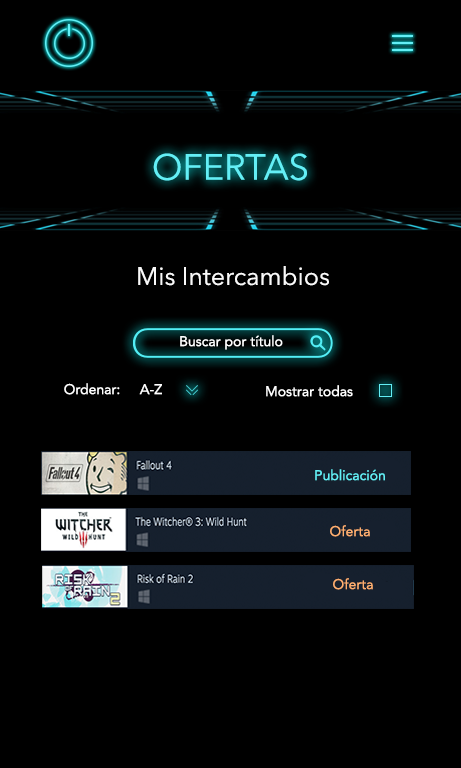 OFERTAS
Mis Intercambios
Buscar por título
Ordenar: A-Z Mostrar todas
Fallout 4
Fallout 4
Publicación
THE
WITCHER
WILD HUNT
The Witcher® 3: Wild Hunt
Oferta
RISK
OF RAIN 2
Risk of Rain 2
Oferta